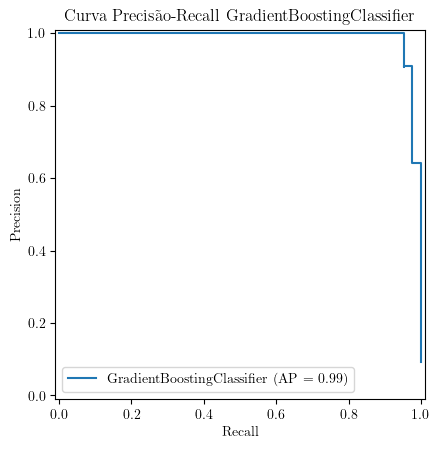 Curva Precisão-Recall GradientBoostingClassifier
1.0
0.8
0.6
0.4
0.2
0.0
Precision
GradientBoostingClassifier (AP = 0.99)
0.0 0.2 0.4 0.6 0.8 1.0
Recall